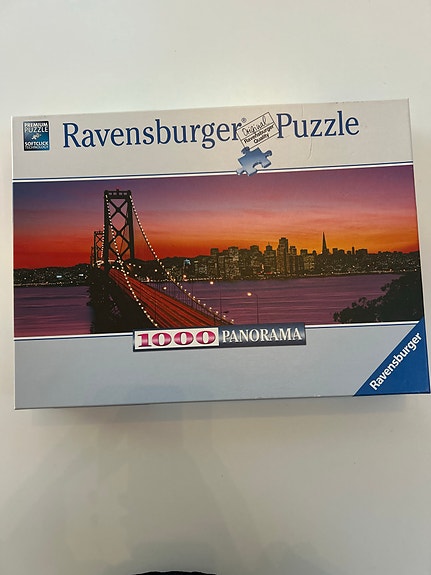 PREMIUM
PUZZLE
SOFTCLICK
TECHNOLOGY
Ravensburger® Puzzle
Original
Ravensburger
Quality
1000 PANORAMA
Ravensburger